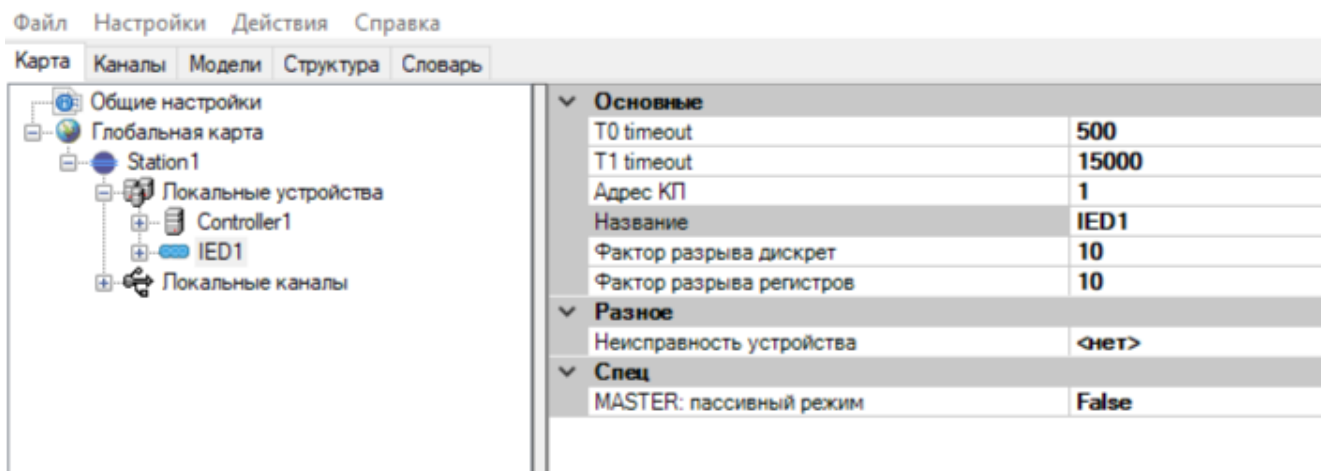 Файл Настройки Действия Справка
Карта Каналы Модели Структура Словарь
Общие настройки
Глобальная карта
Station1
Локальные устройства
Controller1
IED1
Локальные каналы
Основные
T0 timeout 500
T1 timeout 15000
Адрес КП 1
Название IED1
Фактор разрыва дискрет 10
Фактор разрыва регистров 10
Разное
Неисправность устройства <нет>
Спец
MASTER: пассивный режим False